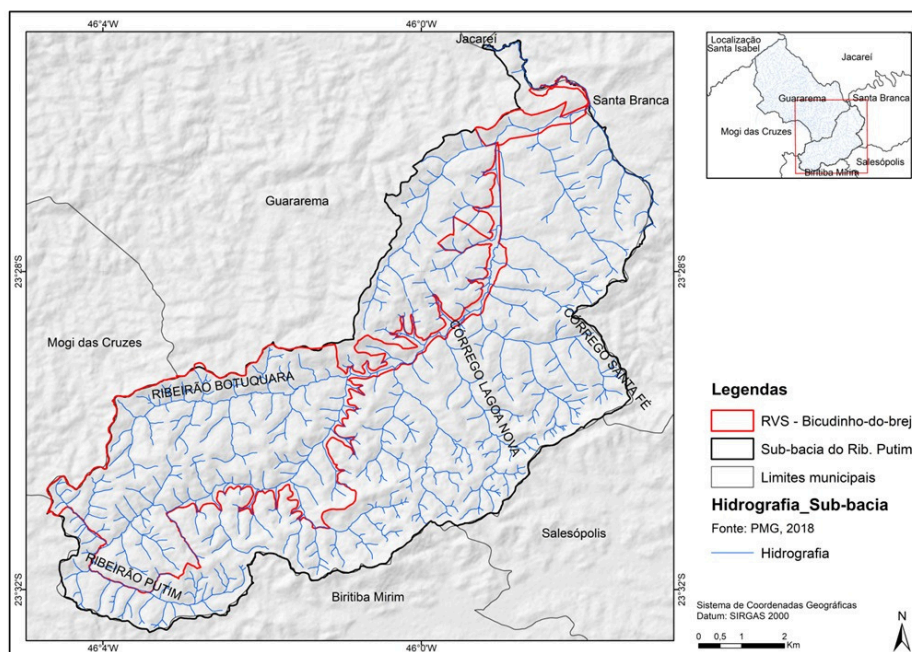 46°4'W
46°0'W
Jacareí
Santa Branca
Guararema
23°28'S
23°28'S
Mogi das Cruzes
CÓRREGO SANTA FÉ
CÓRREGO LAGOA NOVA
RIBEIRÃO BOTUQUARA
Salesópolis
RIBEIRÃO PUTIM
Biritiba Mirim
23°32'S
23°32'S
46°4'W
46°0'W
Localização
Santa Isabel
Jacareí
Guararema
Santa Branca
Mogi das Cruzes
Salesópolis
Biritiba Mirim
Legendas
RVS - Bicudinho-do-brej
Sub-bacia do Rib. Putim
Limites municipais
Hidrografia_Sub-bacia
Fonte: PMG, 2018
Hidrografia
Sistema de Coordenadas Geográficas
Datum: SIRGAS 2000
0 0,5 1 2
Km
N